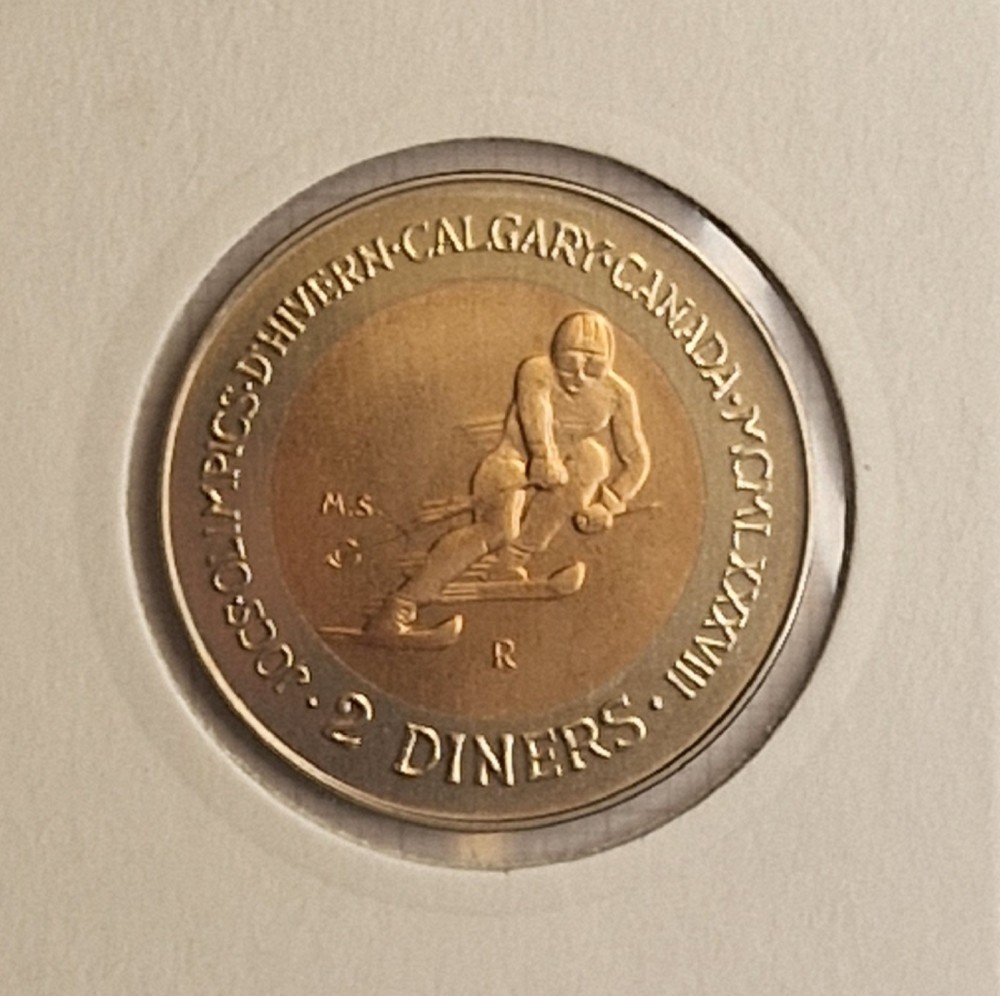 JOCS·OLIMPICS·D'HIVERN·CALGARY·CANADA·MCMLXXXVIII·
2 DINERS·
M.S.
R